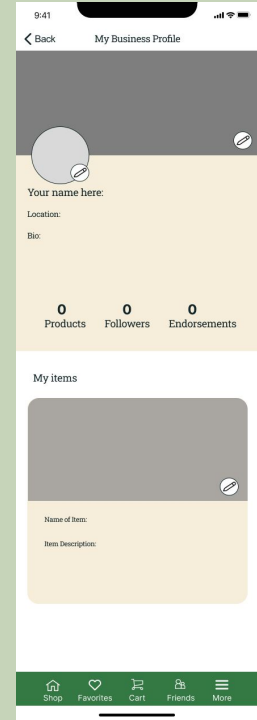 9:41
Back My Business Profile
Your name here:
Location:
Bio:
0 0 0
Products Followers Endorsements
My items
Name of Item:
Item Description:
Shop Favorites Cart Friends More